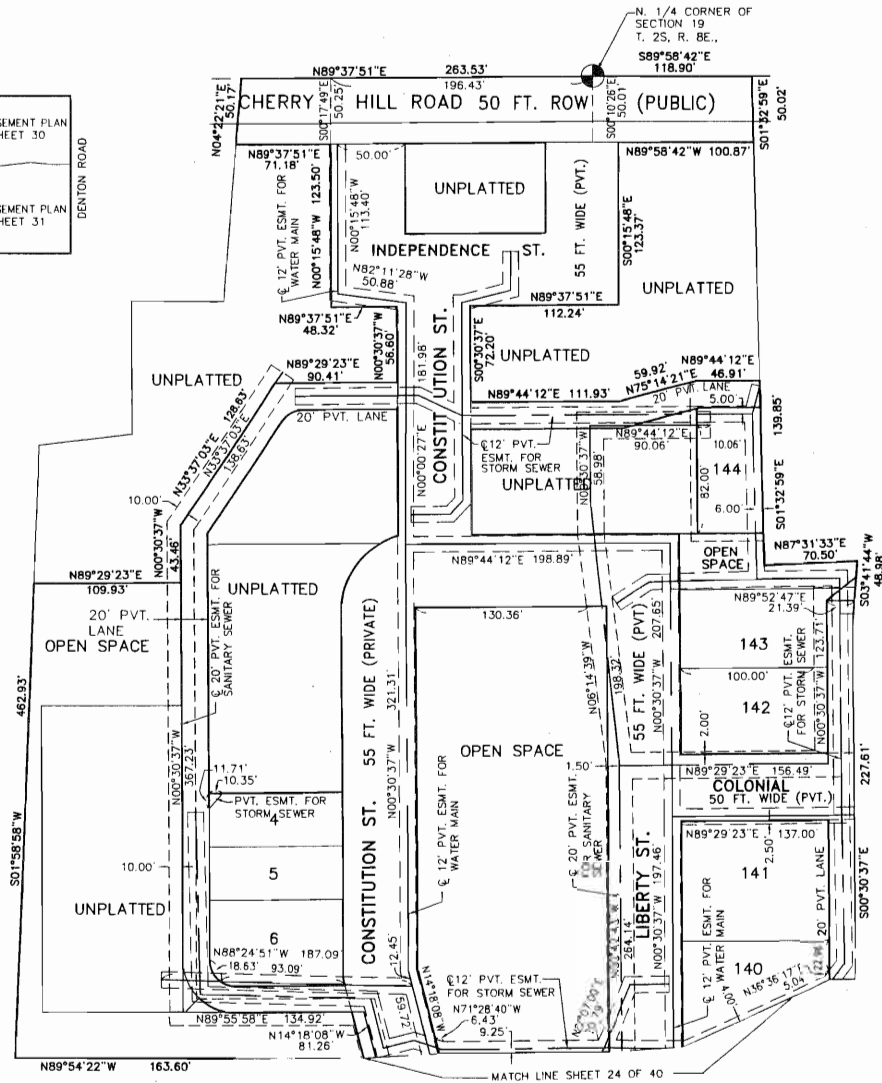 N. 1/4 CORNER OF
SECTION 19
T. 2S, R. 8E.,
N89°37'51"E 263.53'
S89°58'42"E
118.90'
196.43'
N04°22'21"E
50.17'
CHERRY HILL ROAD 50 FT. ROW (PUBLIC)
S00°17'49"E
50.25'
S00°10'26"E
50.01'
S01°32'59"E
50.02'
SEMENT PLAN
HEET 30
SEMENT PLAN
HEET 31
DENTON ROAD
N89°37'51"E
71.18'
50.00'
N89°58'42"W 100.87'
UNPLATTED
℄ 12' PVT. ESMT. FOR
WATER MAIN
N00°15'48"W 123.50'
N00°15'48"W
113.40'
55 FT. WIDE (PVT.)
S00°15'48"E
123.37'
INDEPENDENCE ST.
N82°11'28"W
50.88'
UNPLATTED
N89°37'51"E
48.32'
N89°37'51"E
112.24'
N00°30'37"W
56.60'
CONSTITUTION ST.
181.98'
S00°30'37"E
72.20'
UNPLATTED
N89°29'23"E
90.41'
UNPLATTED
N89°44'12"E 111.93'
59.92'
N75°14'21"E
N89°44'12"E
46.91'
20' PVT. LANE
5.00'
20' PVT. LANE
128.63'
N33°37'03"E
N33°37'03"E
138.63'
139.85'
℄12' PVT.
ESMT. FOR
STORM SEWER
N89°44'12"E
90.06'
10.06'
144
N00°00'27"E
UNPLATTED
N00°30'37"W
58.98'
82.00'
6.00'
S01°32'59"E
10.00'
N00°30'37"W
43.46'
N89°44'12"E 198.89'
OPEN
SPACE
N87°31'33"E
70.50'
S03°41'44"W
48.98'
N89°29'23"E
109.93'
UNPLATTED
N89°52'47"E
21.39'
20' PVT.
LANE
OPEN SPACE
℄ 20' PVT. ESMT. FOR
SANITARY SEWER
130.36'
207.65'
143
100.00'
142
℄12' PVT. ESMT.
FOR STORM SEWER
N00°30'37"W 123.71'
462.93'
55 FT. WIDE (PRIVATE)
321.31'
N06°14'39"W
198.32'
55 FT. WIDE (PVT)
N00°30'37"W
2.00'
OPEN SPACE
N00°30'37"W
367.23'
11.71'
10.35'
1.50'
N89°29'23"E 156.49'
227.61'
PVT. ESMT. FOR
STORM SEWER
4
COLONIAL
50 FT. WIDE (PVT.)
N89°29'23"E 137.00'
2.50'
S01°58'58"W
N00°30'37"W
℄ 12' PVT. ESMT. FOR
WATER MAIN
℄ 20' PVT. ESMT.
FOR SANITARY
SEWER
10.00'
5
141
UNPLATTED
CONSTITUTION ST.
LIBERTY ST.
N00°30'37"W 197.46'
264.14'
20' PVT. LANE
S00°30'37"E
6
N88°24'51"W 187.09'
18.63'
93.09'
12.45'
℄ 12' PVT. ESMT. FOR
WATER MAIN
140
N36°36'17"E
5.04'
4.00'
N14°18'08"W
59.72'
℄12' PVT. ESMT.
FOR STORM SEWER
N71°28'40"W
6.43'
9.25'
N89°55'58"E 134.92'
N14°18'08"W
81.26'
N89°54'22"W 163.60'
MATCH LINE SHEET 24 OF 40